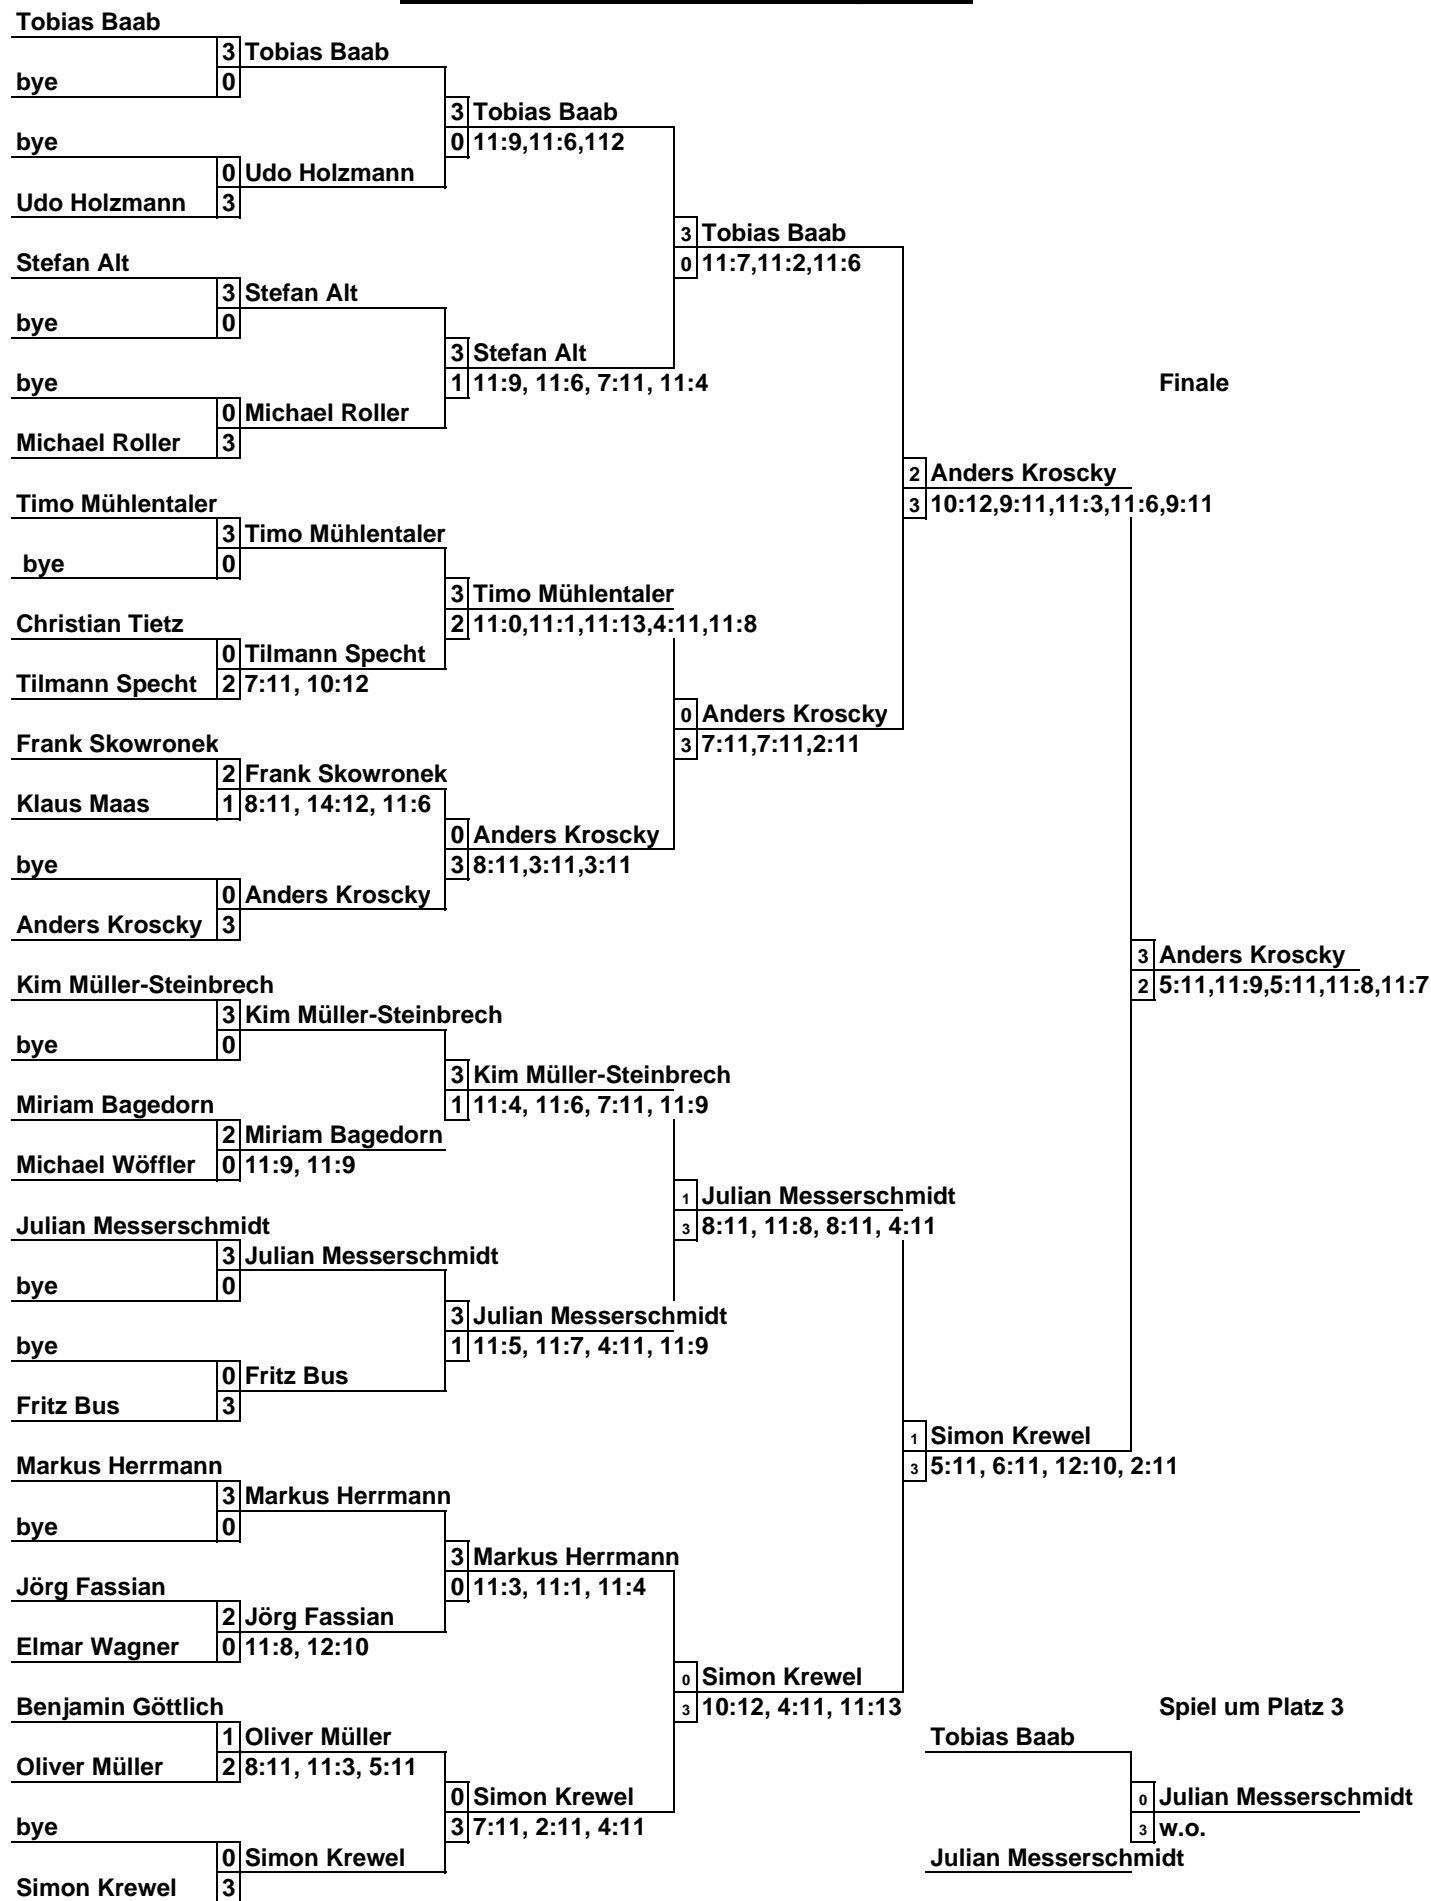 Tobias Baab
3 Tobias Baab
bye 0
3 Tobias Baab
bye 0 11:9,11:6,112
0 Udo Holzmann
Udo Holzmann 3
3 Tobias Baab
Stefan Alt 0 11:7,11:2,11:6
3 Stefan Alt
bye 0
3 Stefan Alt
bye 1 11:9, 11:6, 7:11, 11:4 Finale
0 Michael Roller
Michael Roller 3
2 Anders Kroscky
Timo Mühlentaler 3 10:12,9:11,11:3,11:6,9:11
3 Timo Mühlentaler
bye 0
3 Timo Mühlentaler
Christian Tietz 2 11:0,11:1,11:13,4:11,11:8
0 Tilmann Specht
Tilmann Specht 2 7:11, 10:12
0 Anders Kroscky
Frank Skowronek 3 7:11,7:11,2:11
2 Frank Skowronek
Klaus Maas 1 8:11, 14:12, 11:6
0 Anders Kroscky
bye 3 8:11,3:11,3:11
0 Anders Kroscky
Anders Kroscky 3
3 Anders Kroscky
Kim Müller-Steinbrech 2 5:11,11:9,5:11,11:8,11:7
3 Kim Müller-Steinbrech
bye 0
3 Kim Müller-Steinbrech
Miriam Bagedorn 1 11:4, 11:6, 7:11, 11:9
2 Miriam Bagedorn
Michael Wöffler 0 11:9, 11:9
1 Julian Messerschmidt
Julian Messerschmidt 3 8:11, 11:8, 8:11, 4:11
3 Julian Messerschmidt
bye 0
3 Julian Messerschmidt
bye 1 11:5, 11:7, 4:11, 11:9
0 Fritz Bus
Fritz Bus 3
1 Simon Krewel
Markus Herrmann 3 5:11, 6:11, 12:10, 2:11
3 Markus Herrmann
bye 0
3 Markus Herrmann
Jörg Fassian 0 11:3, 11:1, 11:4
2 Jörg Fassian
Elmar Wagner 0 11:8, 12:10
0 Simon Krewel
Benjamin Göttlich 3 10:12, 4:11, 11:13 Spiel um Platz 3
1 Oliver Müller Tobias Baab
Oliver Müller 2 8:11, 11:3, 5:11
0 Simon Krewel 0 Julian Messerschmidt
bye 3 7:11, 2:11, 4:11 3 w.o.
0 Simon Krewel Julian Messerschmidt
Simon Krewel 3